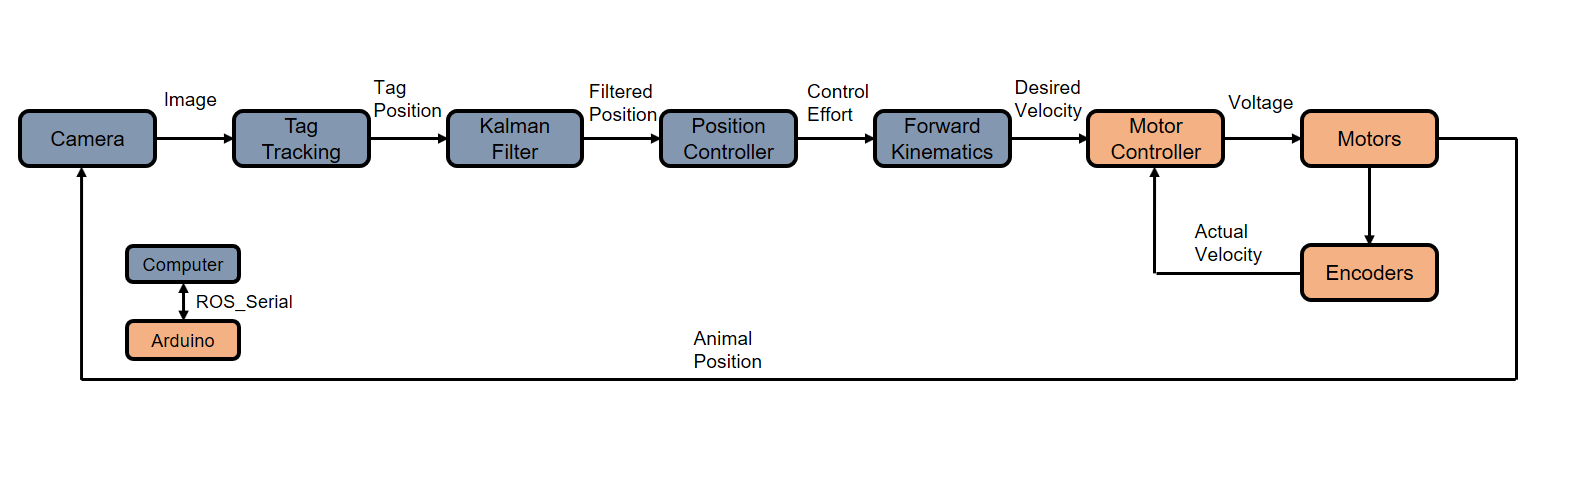 Image
Tag
Position
Filtered
Position
Control
Effort
Desired
Velocity
Voltage
Camera
Tag
Tracking
Kalman
Filter
Position
Controller
Forward
Kinematics
Motor
Controller
Motors
Actual
Velocity
Encoders
Computer
ROS_Serial
Arduino
Animal
Position